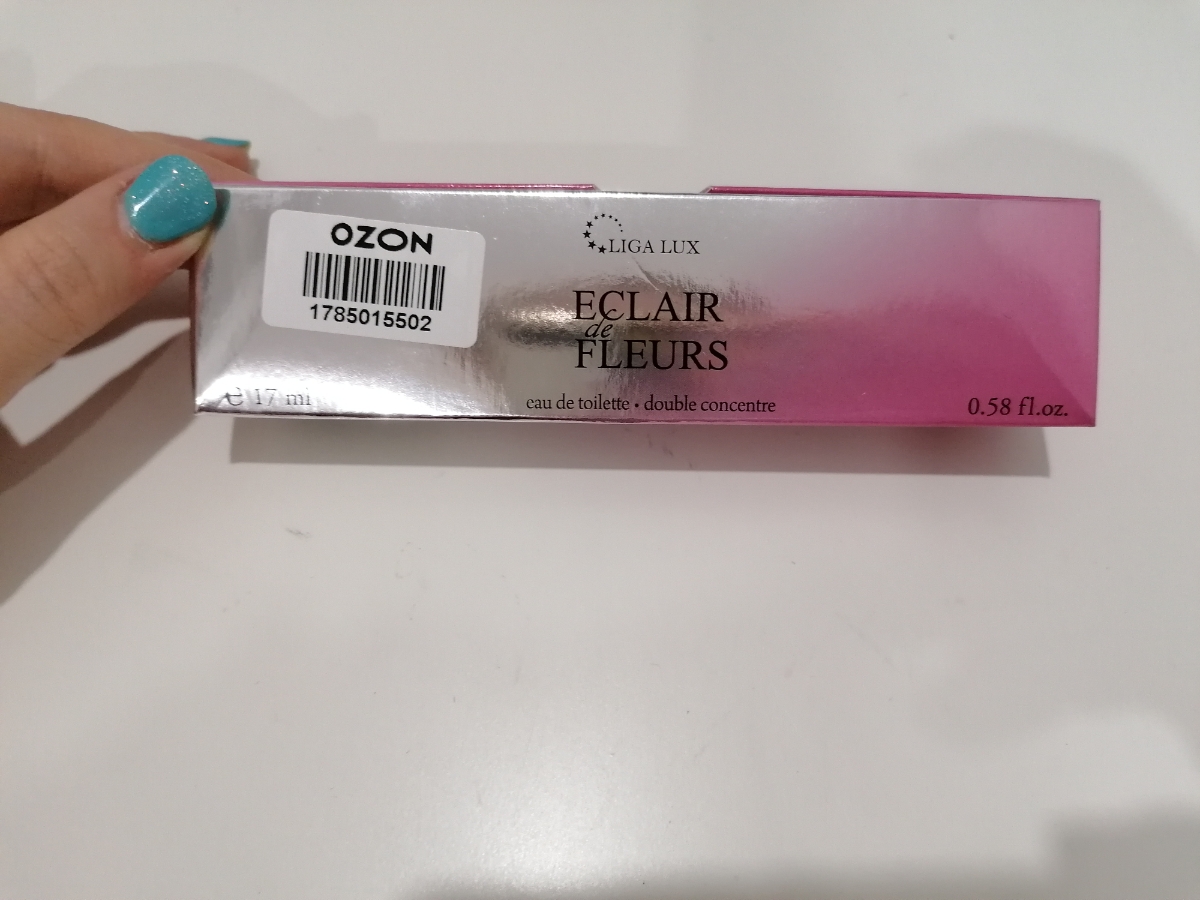 OZON
1785015502
LIGA LUX
ECLAIR
de
FLEURS
e 17 ml
eau de toilette • double concentre
0.58 fl.oz.